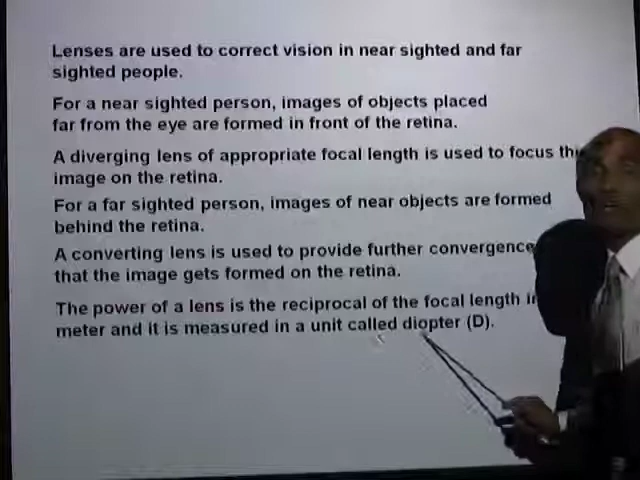 Lenses are used to correct vision in near sighted and far
sighted people.
For a near sighted person, images of objects placed
far from the eye are formed in front of the retina.
A diverging lens of appropriate focal length is used to focus
image on the retina.
For a far sighted person, images of near objects are formed
behind the retina.
A converting lens is used to provide further convergence
that the image gets formed on the retina.
The power of a lens is the reciprocal of the focal length
meter and it is measured in a unit called diopter (D).